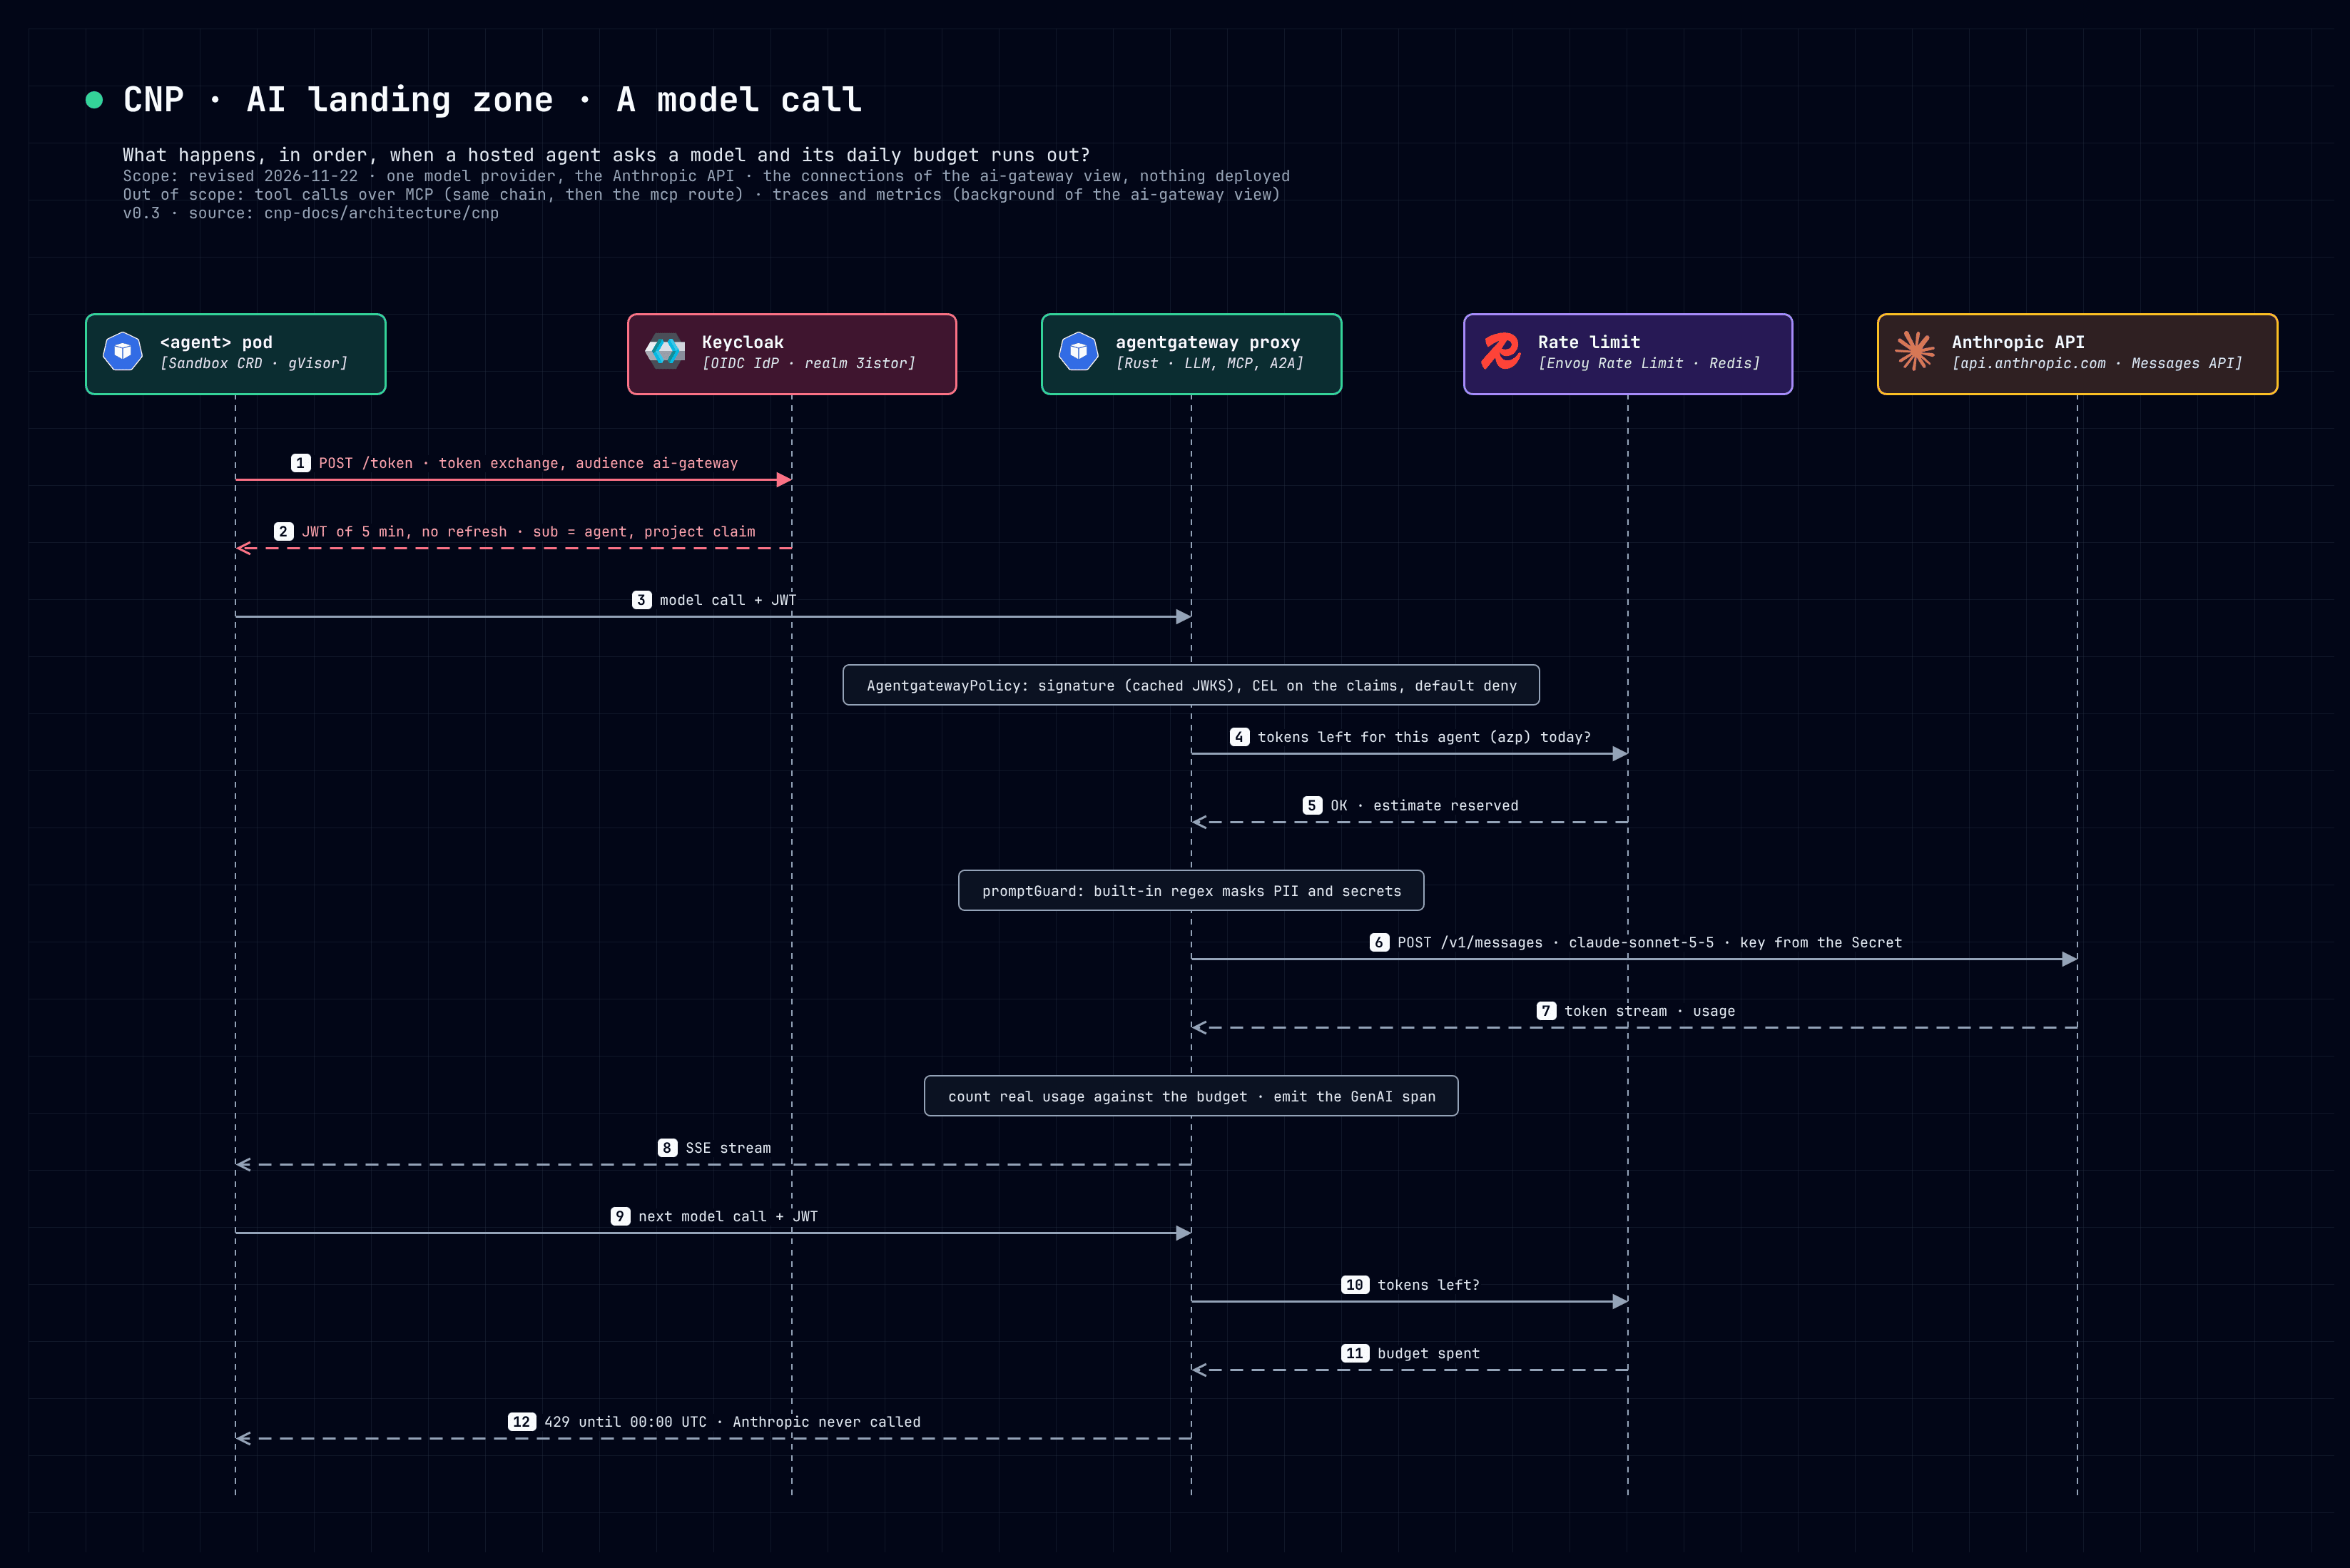 CNP · AI landing zone · A model call
What happens, in order, when a hosted agent asks a model and its daily budget runs out?
Scope: revised 2026-11-22 · one model provider, the Anthropic API · the connections of the ai-gateway view, nothing deployed
Out of scope: tool calls over MCP (same chain, then the mcp route) · traces and metrics (background of the ai-gateway view)
v0.3 · source: cnp-docs/architecture/cnp
<agent> pod
[Sandbox CRD · gVisor]
Keycloak
[OIDC IdP · realm 3istor]
agentgateway proxy
[Rust · LLM, MCP, A2A]
Rate limit
[Envoy Rate Limit · Redis]
Anthropic API
[api.anthropic.com · Messages API]
1 POST /token · token exchange, audience ai-gateway
2 JWT of 5 min, no refresh · sub = agent, project claim
3 model call + JWT
AgentgatewayPolicy: signature (cached JWKS), CEL on the claims, default deny
4 tokens left for this agent (azp) today?
5 OK · estimate reserved
promptGuard: built-in regex masks PII and secrets
6 POST /v1/messages · claude-sonnet-5-5 · key from the Secret
7 token stream · usage
count real usage against the budget · emit the GenAI span
8 SSE stream
9 next model call + JWT
10 tokens left?
11 budget spent
12 429 until 00:00 UTC · Anthropic never called